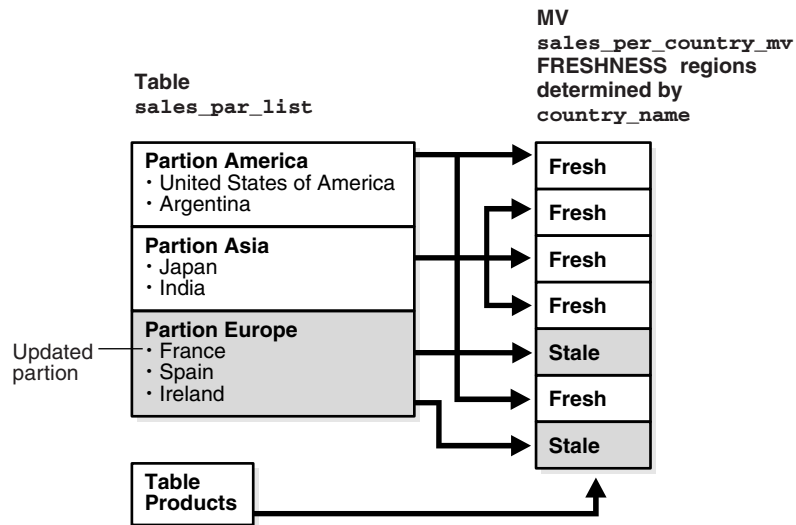 MV
sales_per_country_mv
FRESHNESS regions
determined by
country_name
Table
sales_par_list
Partion America
· United States of America
· Argentina
Partion Asia
· Japan
· India
Partion Europe
· France
· Spain
· Ireland
Updated
partion
Fresh
Fresh
Fresh
Fresh
Stale
Fresh
Stale
Table
Products